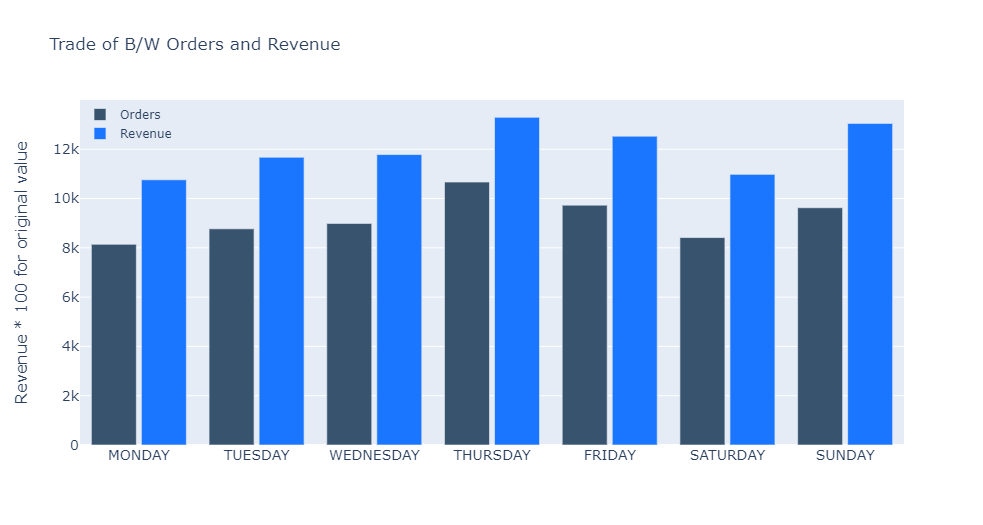 Trade of B/W Orders and Revenue
Orders
Revenue
Revenue * 100 for original value
12k
10k
8k
6k
4k
2k
0
MONDAY
TUESDAY
WEDNESDAY
THURSDAY
FRIDAY
SATURDAY
SUNDAY